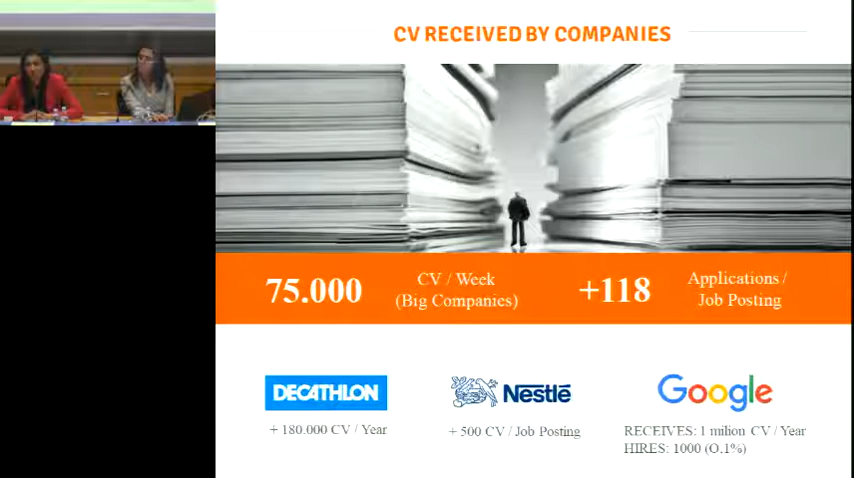 CV RECEIVED BY COMPANIES
75.000
CV / Week
(Big Companies)
+118
Applications /
Job Posting
DECATHLON
+ 180.000 CV / Year
Nestlé
+ 500 CV / Job Posting
Google
RECEIVES: 1 milion CV / Year
HIRES: 1000 (O.1%)